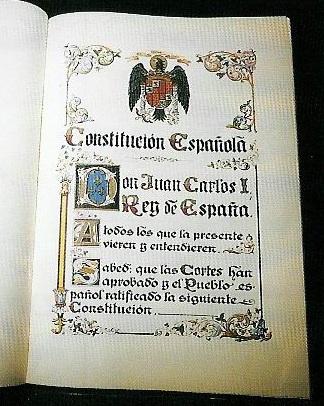 Constitución Española
Don Juan Carlos I,
Rey de España.
A todos los que la presente
vieren y entendieren.
Sabed: que las Cortes han
aprobado y el Pueblo es-
pañol ratificado la siguiente
Constitución